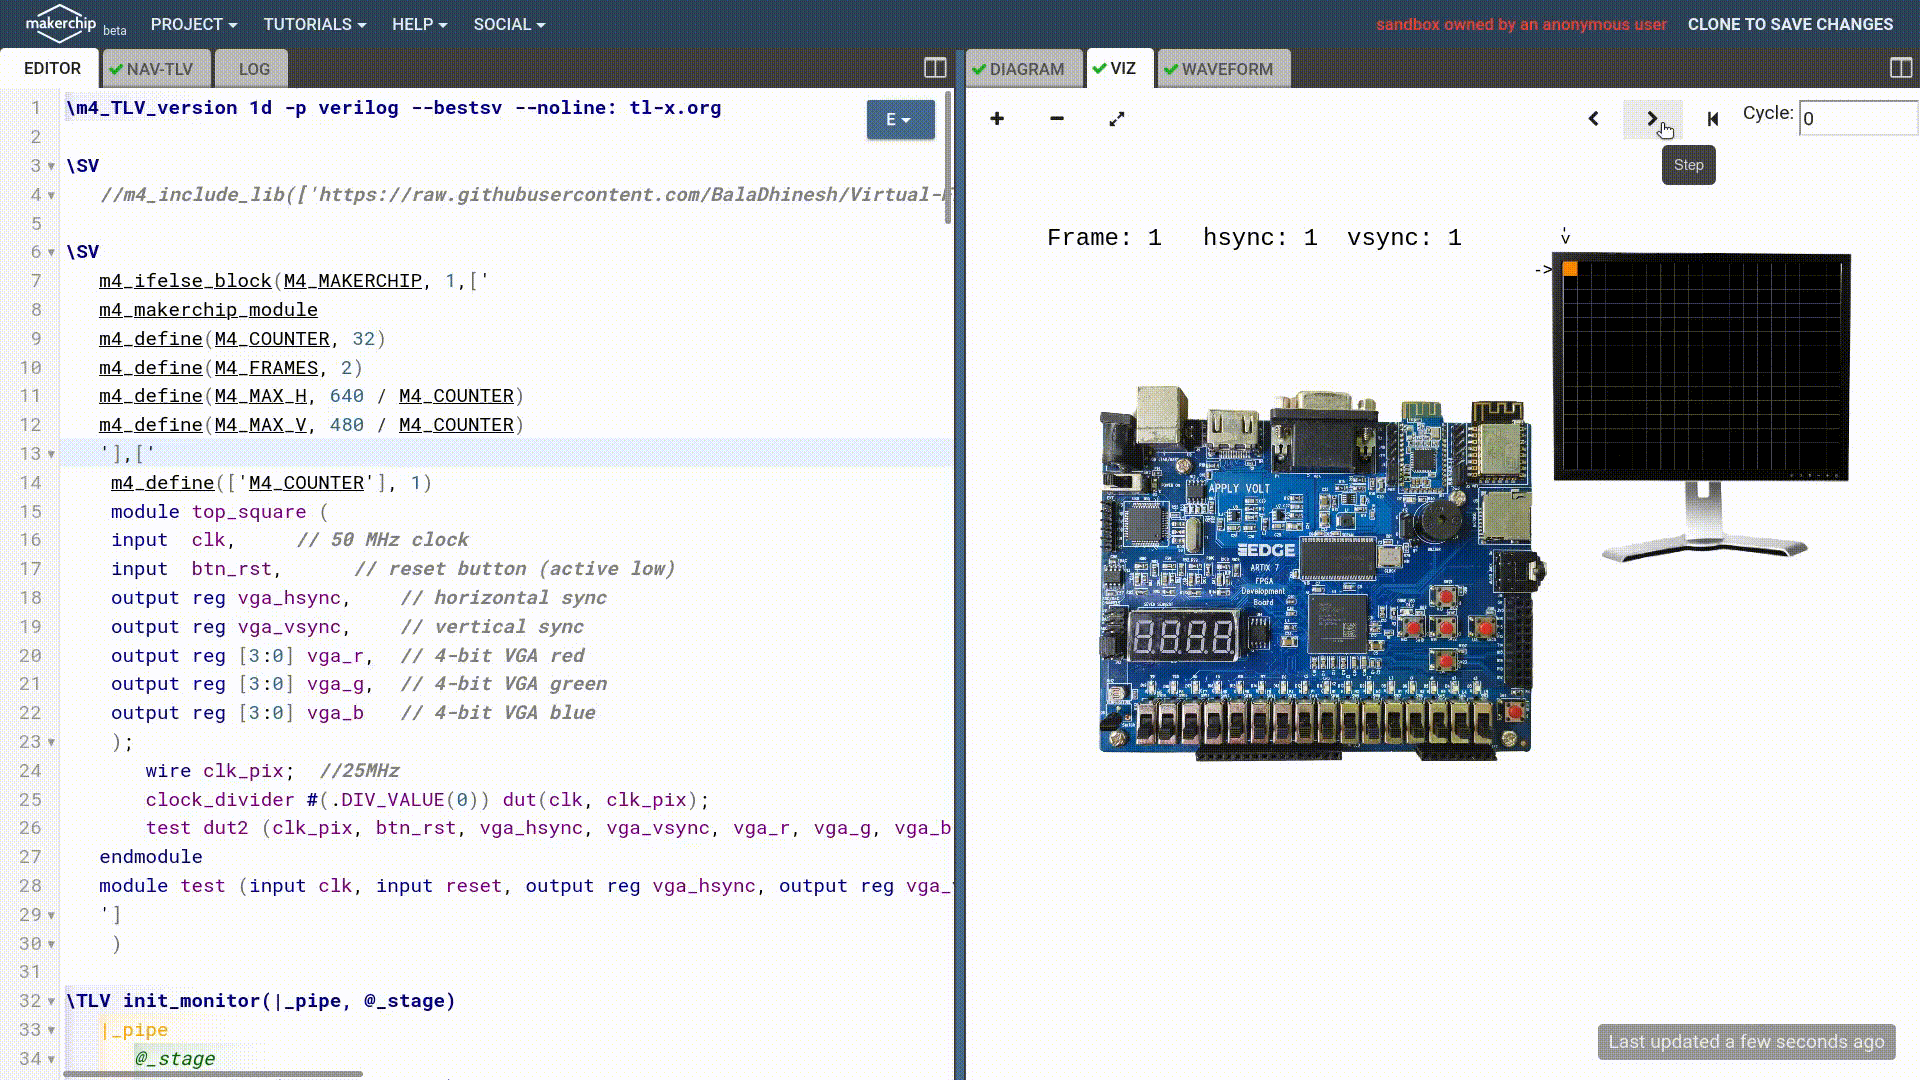 makerchip beta PROJECT TUTORIALS HELP SOCIAL sandbox owned by an anonymous user CLONE TO SAVE CHANGES
EDITOR NAV-TLV LOG
DIAGRAM VIZ WAVEFORM
E
Cycle: 0
Step
1 \m4_TLV_version 1d -p verilog --bestsv --noline: tl-x.org
2
3 \SV
4 //m4_include_lib(['https://raw.githubusercontent.com/BalaDhinesh/Virtual-
5
6 \SV
7 m4_ifelse_block(M4_MAKERCHIP, 1,['
8 m4_makerchip_module
9 m4_define(M4_COUNTER, 32)
10 m4_define(M4_FRAMES, 2)
11 m4_define(M4_MAX_H, 640 / M4_COUNTER)
12 m4_define(M4_MAX_V, 480 / M4_COUNTER)
13 '],['
14 m4_define(['M4_COUNTER'], 1)
15 module top_square (
16 input clk, // 50 MHz clock
17 input btn_rst, // reset button (active low)
18 output reg vga_hsync, // horizontal sync
19 output reg vga_vsync, // vertical sync
20 output reg [3:0] vga_r, // 4-bit VGA red
21 output reg [3:0] vga_g, // 4-bit VGA green
22 output reg [3:0] vga_b // 4-bit VGA blue
23 );
24 wire clk_pix; //25MHz
25 clock_divider #(.DIV_VALUE(0)) dut(clk, clk_pix);
26 test dut2 (clk_pix, btn_rst, vga_hsync, vga_vsync, vga_r, vga_g, vga_b
27 endmodule
28 module test (input clk, input reset, output reg vga_hsync, output reg vga_
29 ']
30 )
31
32 \TLV init_monitor(|_pipe, @_stage)
33 |_pipe
34 @_stage
Frame: 1 hsync: 1 vsync: 1
->
APPLY VOLT
EDGE
ARTIX 7
FPGA
Development
Board
8.8.8.8.
Last updated a few seconds ago